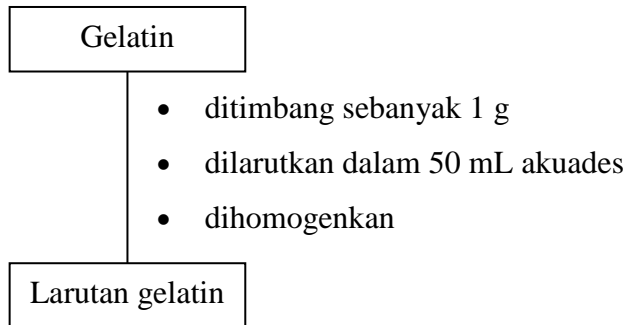 Gelatin
• ditimbang sebanyak 1 g
• dilarutkan dalam 50 mL akuades
• dihomogenkan
Larutan gelatin